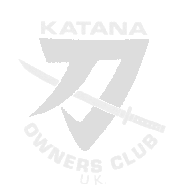 KATANA
刀
OWNERS CLUB
UK